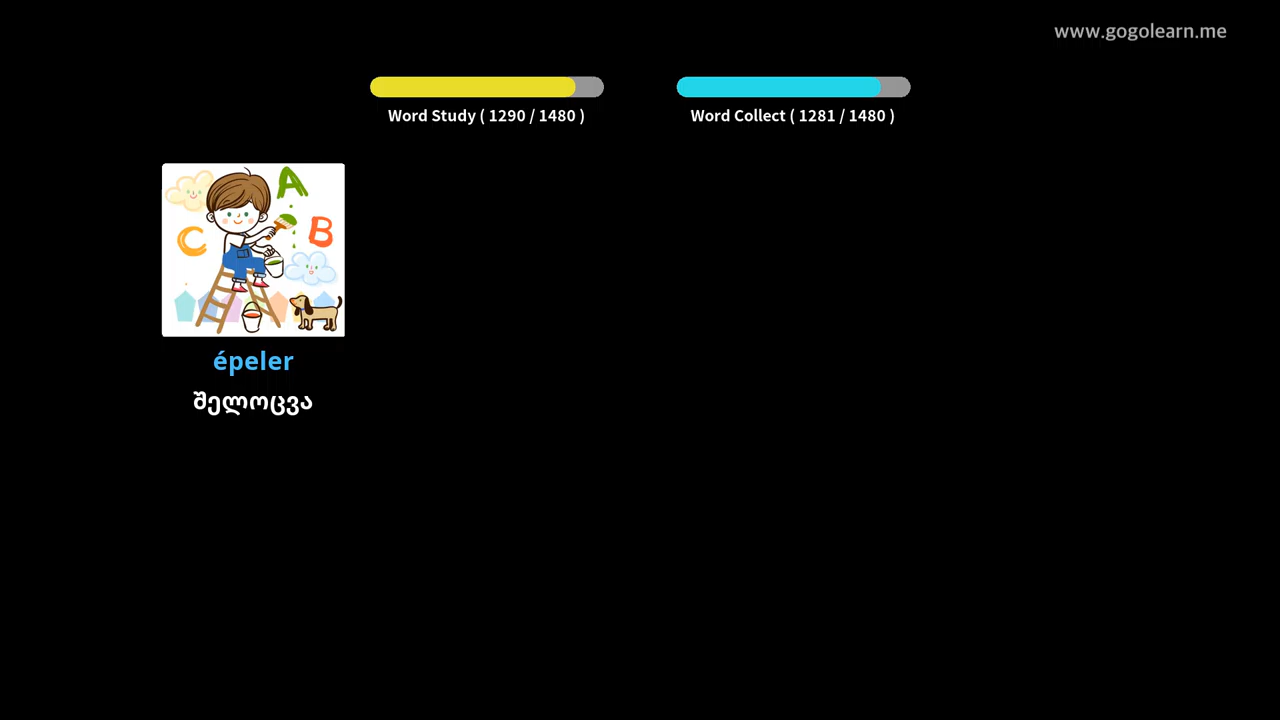 www.gogolearn.me
Word Study ( 1290 / 1480 )
Word Collect ( 1281 / 1480 )
A
B
C
épeler
შელოცვა